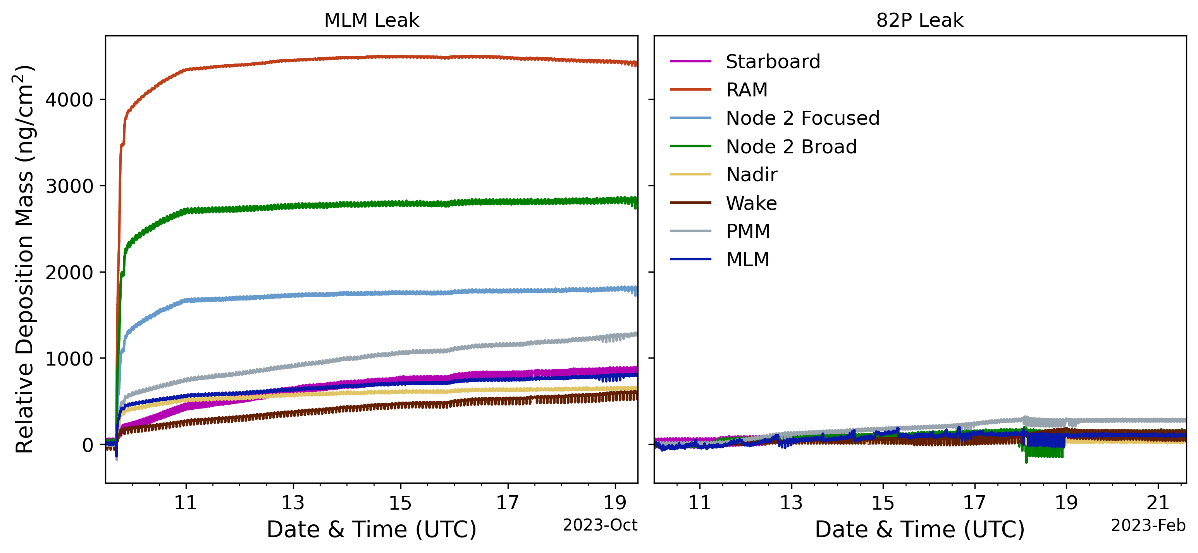 MLM Leak
82P Leak
Relative Deposition Mass (ng/cm²)
4000
3000
2000
1000
0
Starboard
RAM
Node 2 Focused
Node 2 Broad
Nadir
Wake
PMM
MLM
11 13 15 17 19
11 13 15 17 19 21
2023-Oct
2023-Feb
Date & Time (UTC)
Date & Time (UTC)